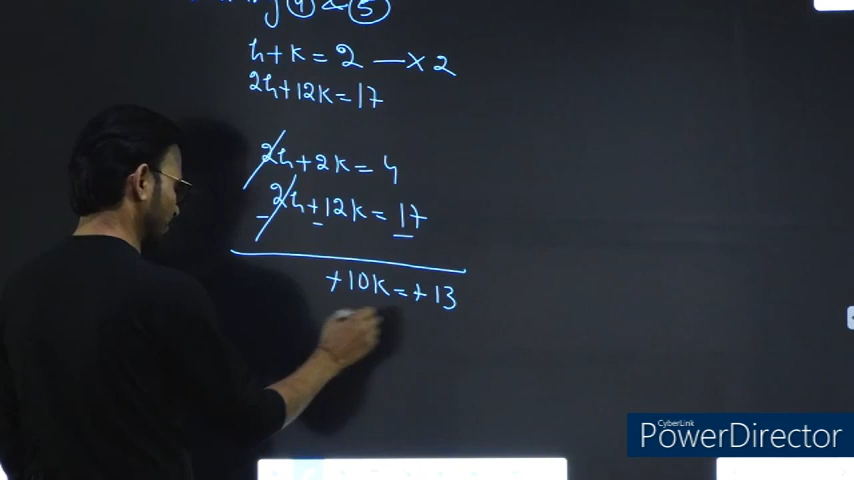 ④ & ⑤
h+k=2 —×2
2h+12k=17
2h+2k=4
2h+12k=17
- - -
+10k=+13
CyberLink
PowerDirector